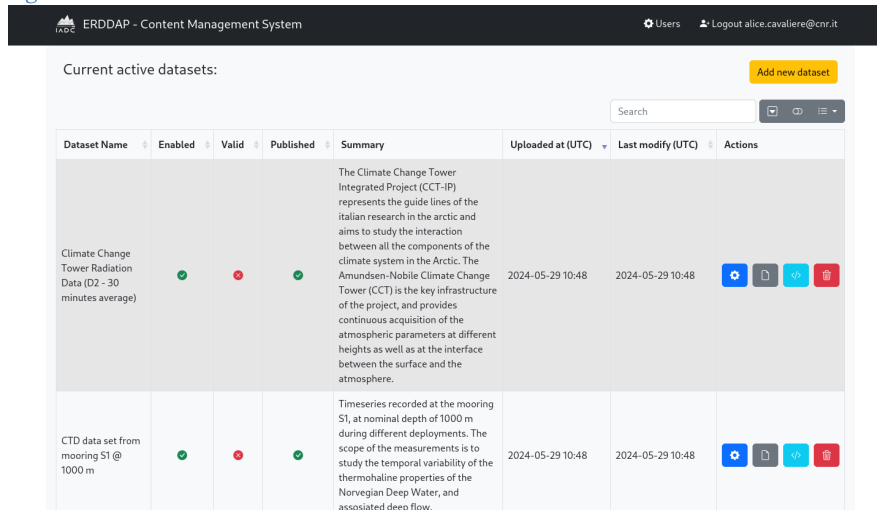 IADC
ERDDAP - Content Management System
Users
Logout alice.cavaliere@cnr.it
Current active datasets:
Add new dataset
Search
Dataset Name Enabled Valid Published Summary Uploaded at (UTC) Last modify (UTC) Actions
Climate Change
Tower Radiation
Data (D2 - 30
minutes average)
The Climate Change Tower
Integrated Project (CCT-IP)
represents the guide lines of the
italian research in the arctic and
aims to study the interaction
between all the components of the
climate system in the Arctic. The
Amundsen-Nobile Climate Change
Tower (CCT) is the key infrastructure
of the project, and provides
continuous acquisition of the
atmospheric parameters at different
heights as well as at the interface
between the surface and the
atmosphere.
2024-05-29 10:48
2024-05-29 10:48
CTD data set from
mooring S1 @
1000 m
Timeseries recorded at the mooring
S1, at nominal depth of 1000 m
during different deployments. The
scope of the measurements is to
study the temporal variability of the
thermohaline properties of the
Norvegian Deep Water, and
assosiated deep flow.
2024-05-29 10:48
2024-05-29 10:48